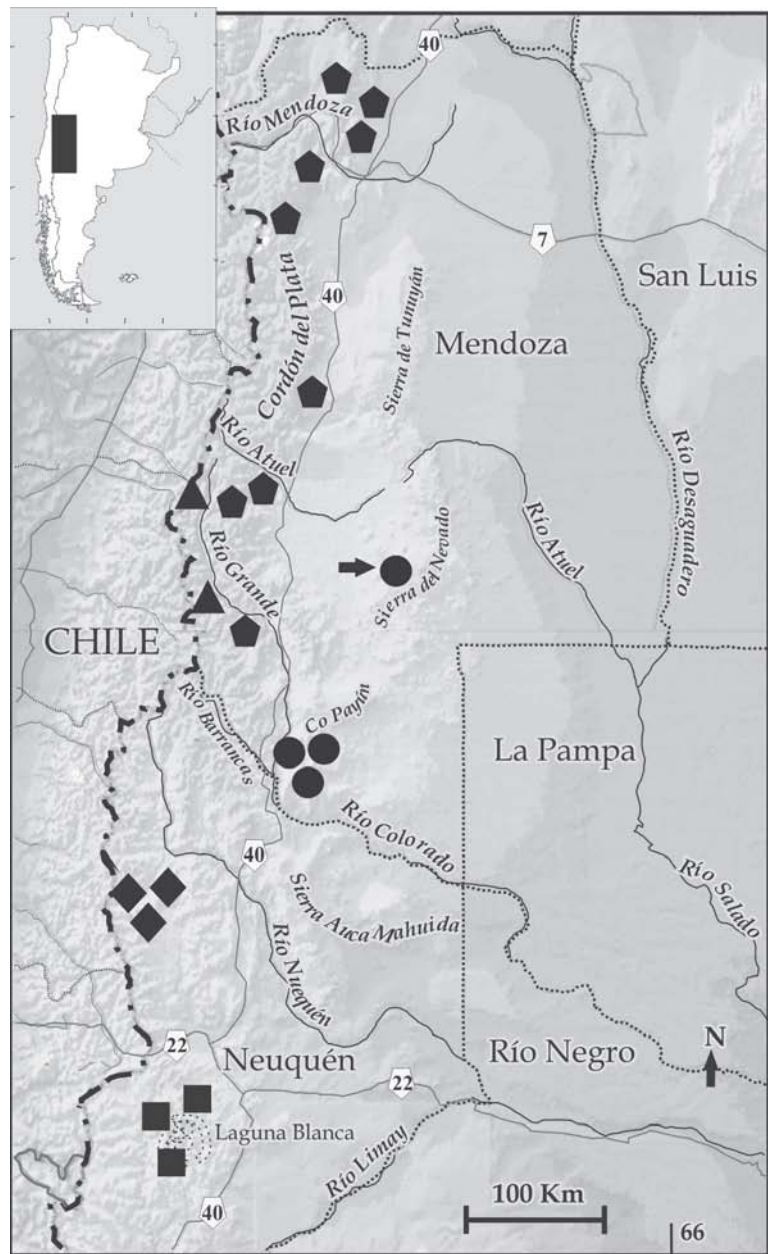 40
Río Mendoza
7
San Luis
Cordón del Plata
40
Sierra de Tunuyán
Mendoza
Río Atuel
Río Desaguadero
Río Grande
Sierra del Nevado
Río Atuel
CHILE
Río Barrancas
Co Payún
La Pampa
Río Colorado
40
Sierra Auca Mahuida
Río Salado
Río Nuequén
N
22
Neuquén
Río Negro
22
Laguna Blanca
Río Limay
100 Km
40
66